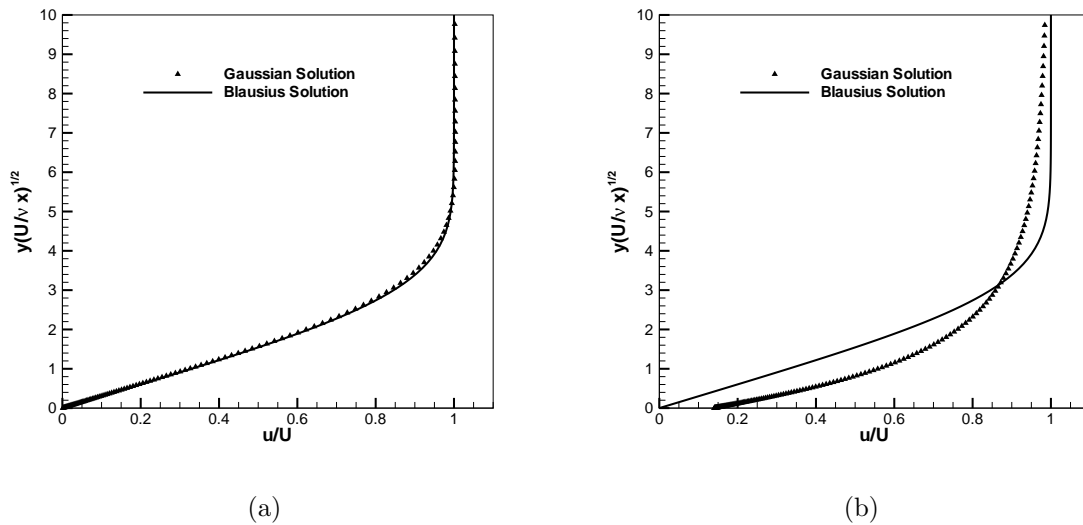 10
9
8
7
6
5
4
3
2
1
0
y(U/ν x)^{1/2}
Gaussian Solution
Blausius Solution
0 0.2 0.4 0.6 0.8 1
u/U
(a)
10
9
8
7
6
5
4
3
2
1
0
y(U/ν x)^{1/2}
Gaussian Solution
Blausius Solution
0 0.2 0.4 0.6 0.8 1
u/U
(b)